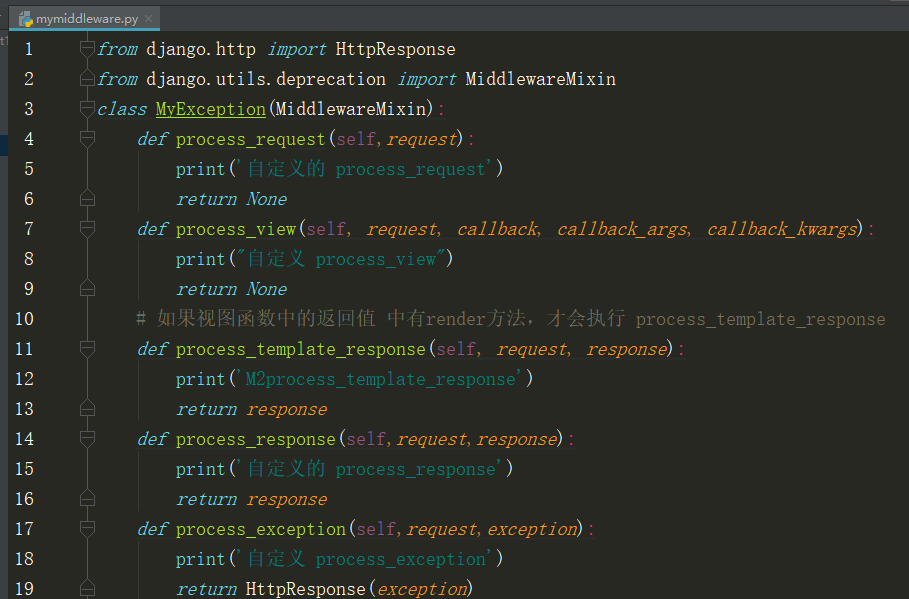 mymiddleware.py
1 from django.http import HttpResponse
2 from django.utils.deprecation import MiddlewareMixin
3 class MyException(MiddlewareMixin):
4     def process_request(self,request):
5         print('自定义的 process_request')
6         return None
7     def process_view(self, request, callback, callback_args, callback_kwargs):
8         print("自定义 process_view")
9         return None
10     # 如果视图函数中的返回值 中有render方法，才会执行 process_template_response
11     def process_template_response(self, request, response):
12         print('M2process_template_response')
13         return response
14     def process_response(self,request,response):
15         print('自定义的 process_response')
16         return response
17     def process_exception(self,request,exception):
18         print('自定义 process_exception')
19         return HttpResponse(exception)